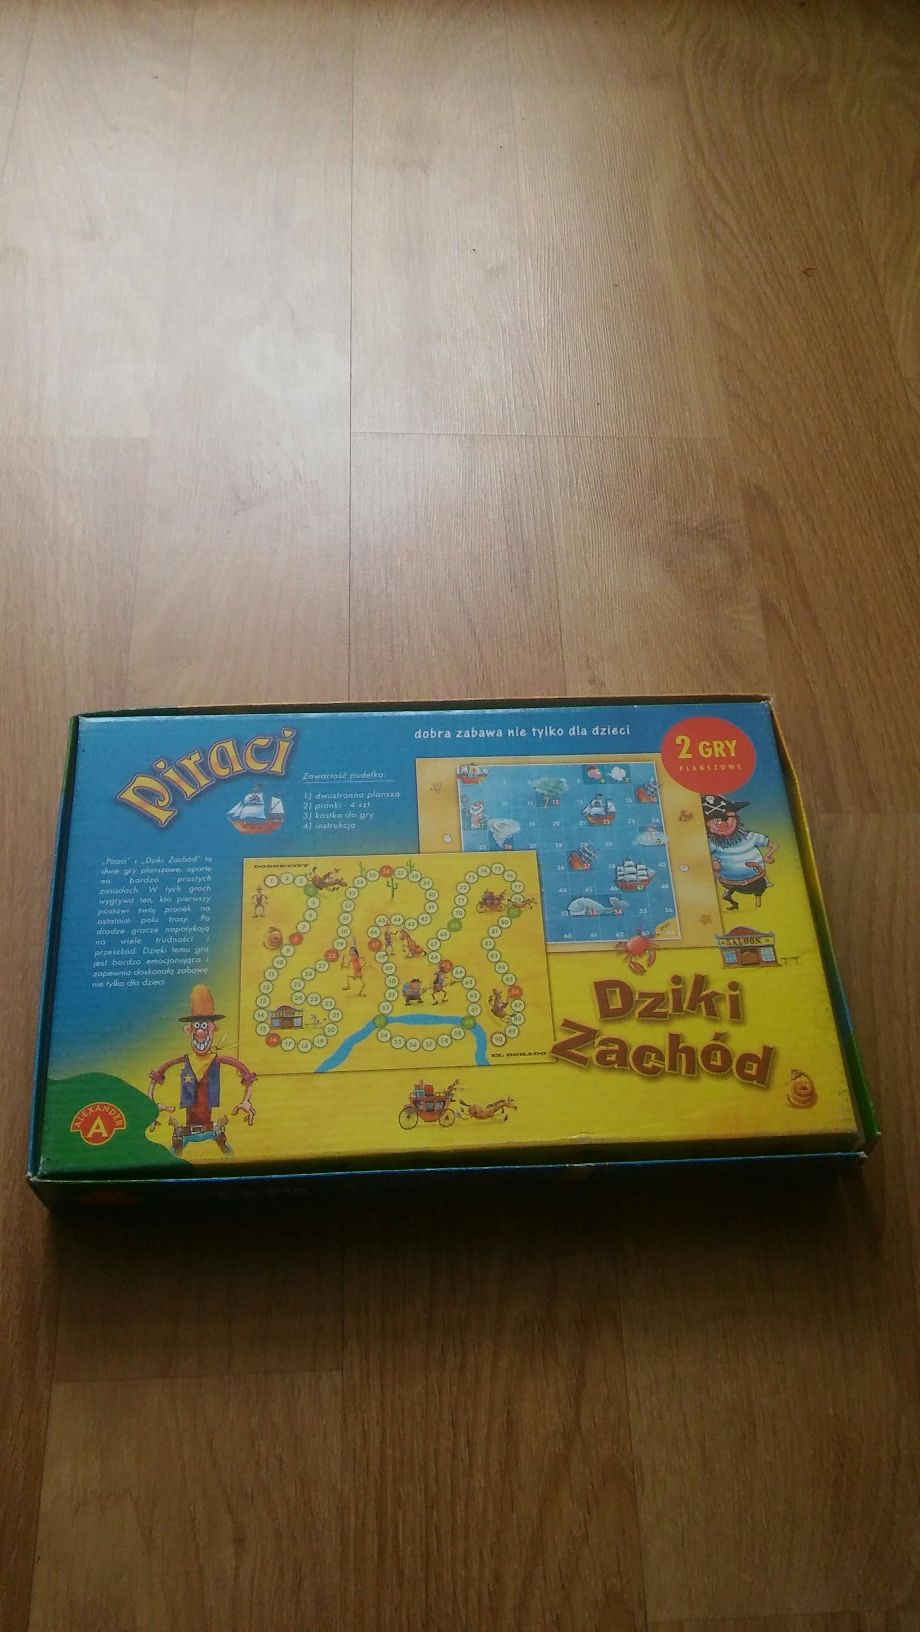 Piraci
dobra zabawa nie tylko dla dzieci
2 GRY
PLANSZOWE
Zawartość pudełka:
1) dwustronna plansza
2) pionki - 4 szt.
3) kostka do gry
4) instrukcja
„Piraci" i „Dziki Zachód" to
dwie gry planszowe, oparte
na bardzo prostych
zasadach. W tych grach
wygrywa ten, kto pierwszy
postawi swój pionek na
ostatnim polu trasy. Po
drodze gracze napotykają
na wiele trudności i
przeszkód. Dzięki temu gra
jest bardzo emocjonująca i
zapewnia doskonałą zabawę
nie tylko dla dzieci
SALOON
EL DORADO
Dziki
Zachód
ALEXANDER
A